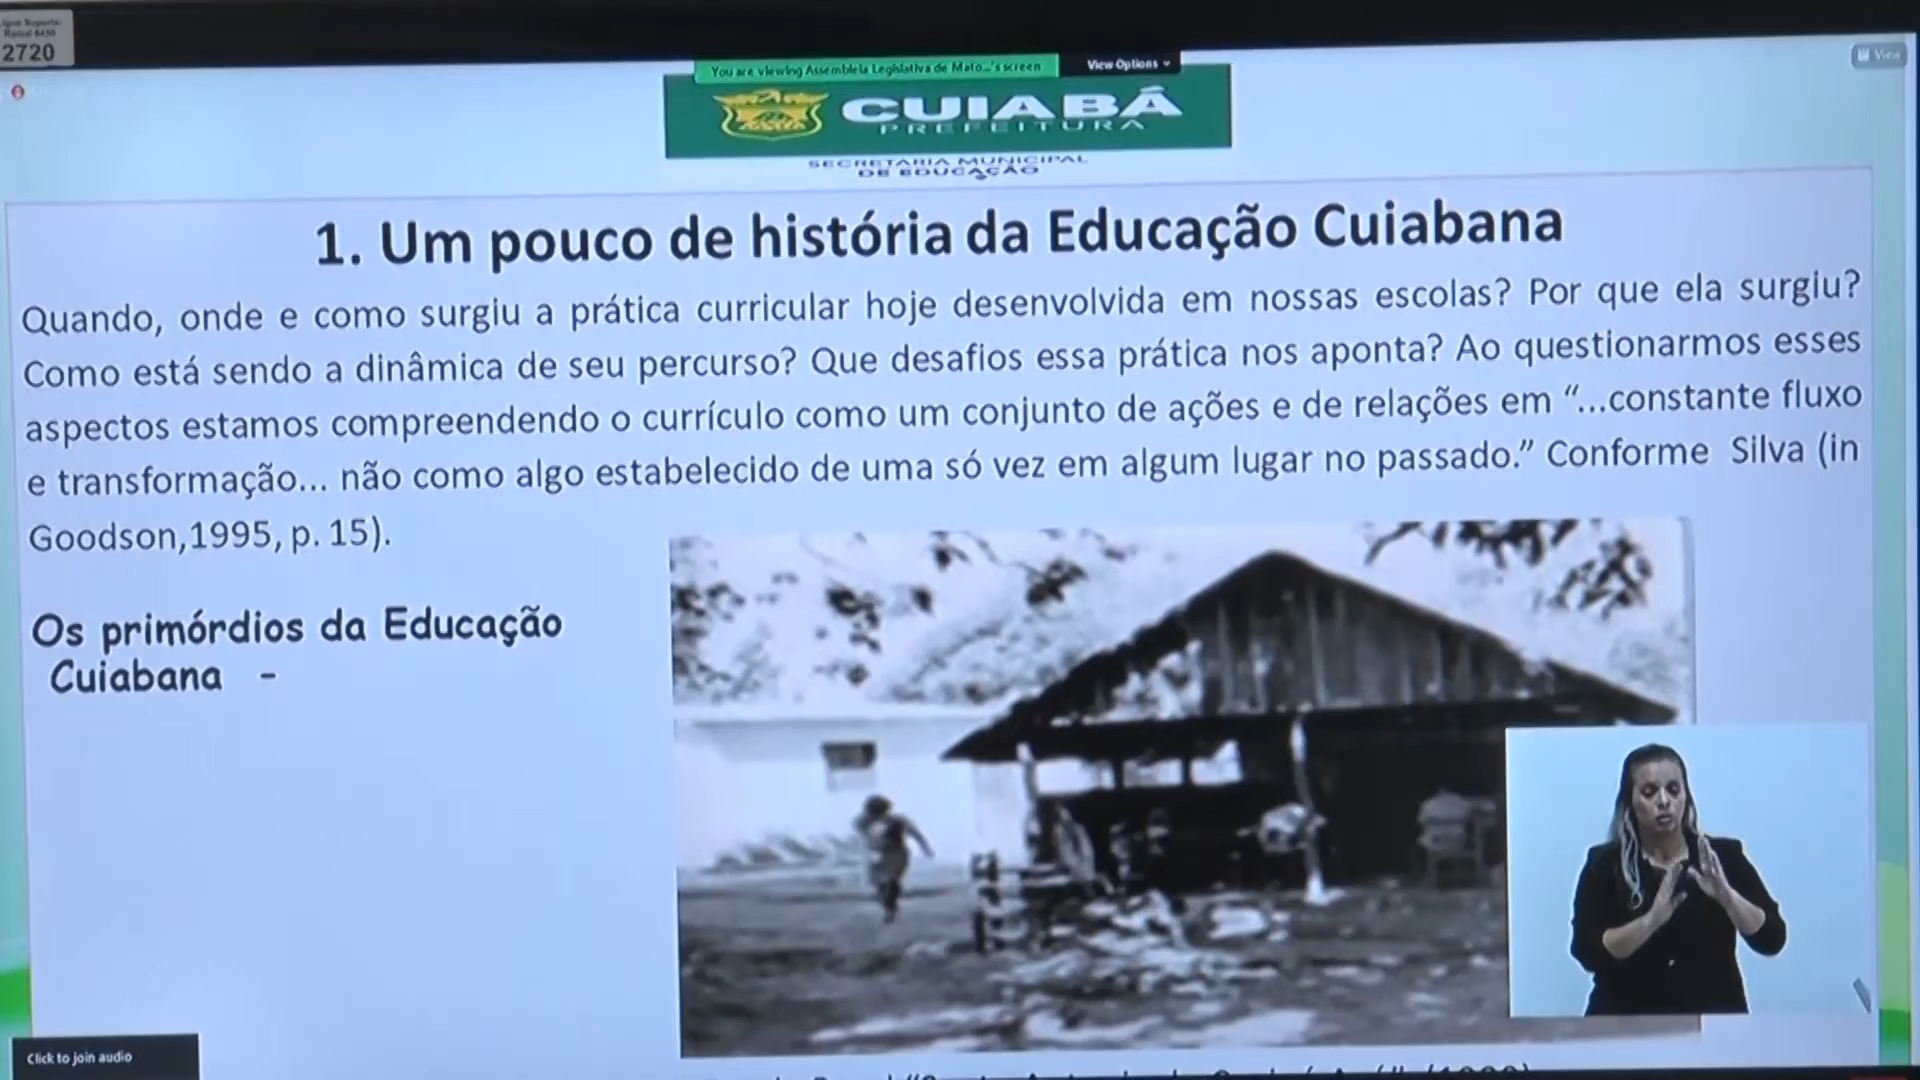 2720
You are viewing Assembleia Legislativa de Mato...'s screen
View Options
View
CUIABÁ
PREFEITURA
SECRETARIA MUNICIPAL
DE EDUCAÇÃO
1. Um pouco de história da Educação Cuiabana
Quando, onde e como surgiu a prática curricular hoje desenvolvida em nossas escolas? Por que ela surgiu?
Como está sendo a dinâmica de seu percurso? Que desafios essa prática nos aponta? Ao questionarmos esses
aspectos estamos compreendendo o currículo como um conjunto de ações e de relações em “...constante fluxo
e transformação... não como algo estabelecido de uma só vez em algum lugar no passado.” Conforme Silva (in
Goodson,1995, p. 15).
Os primórdios da Educação
Cuiabana -
Click to join audio